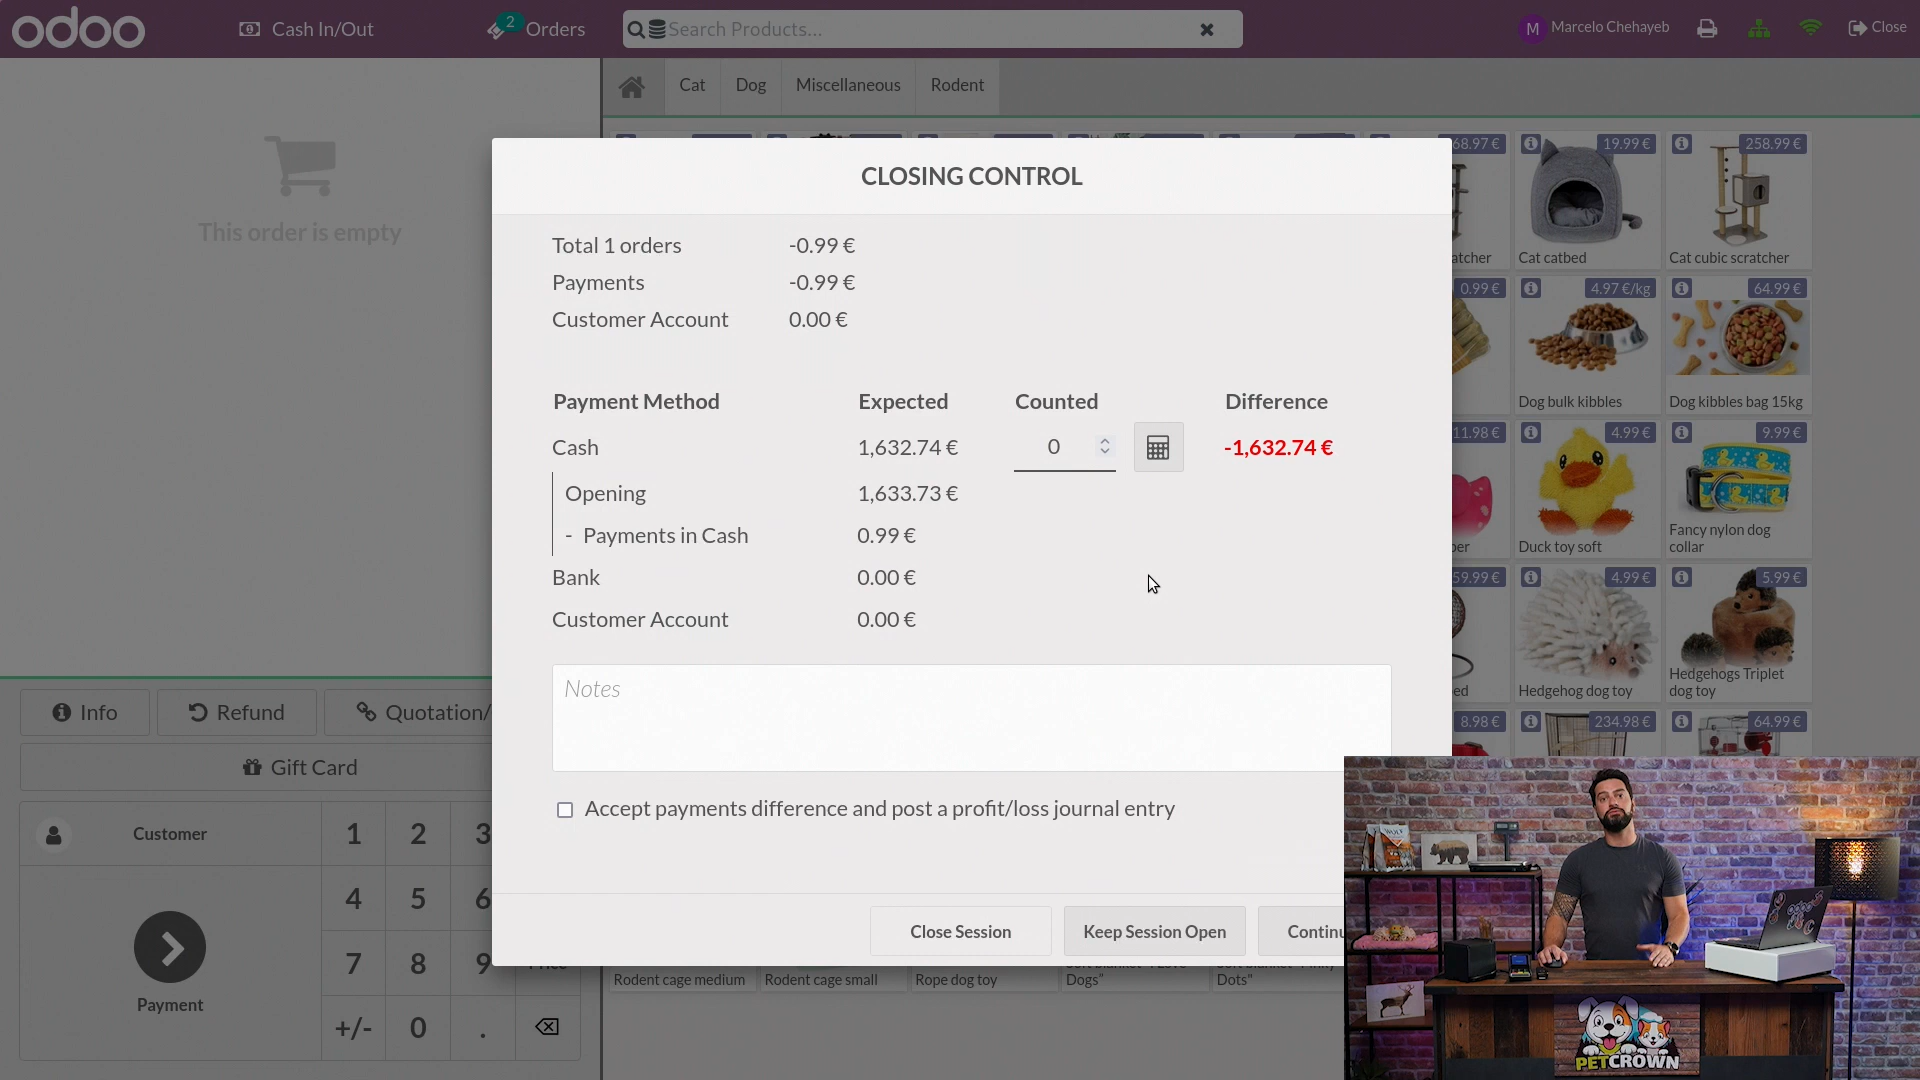 odoo
Cash In/Out
2
Orders
Search Products...
M
Marcelo Chehayeb
Close
Cat
Dog
Miscellaneous
Rodent
This order is empty
CLOSING CONTROL
Total 1 orders -0.99 €
Payments -0.99 €
Customer Account 0.00 €
Payment Method Expected Counted Difference
Cash 1,632.74 € 0 -1,632.74 €
Opening 1,633.73 €
- Payments in Cash 0.99 €
Bank 0.00 €
Customer Account 0.00 €
Notes
Accept payments difference and post a profit/loss journal entry
Close Session
Keep Session Open
Continu
68.97 €
19.99 €
258.99 €
atcher
Cat catbed
Cat cubic scratcher
0.99 €
4.97 €/kg
64.99 €
Dog bulk kibbles
Dog kibbles bag 15kg
11.98 €
4.99 €
9.99 €
per
Duck toy soft
Fancy nylon dog
collar
59.99 €
4.99 €
5.99 €
ed
Hedgehog dog toy
Hedgehogs Triplet
dog toy
8.98 €
234.98 €
64.99 €
Info
Refund
Quotation/
Gift Card
Customer
1 2 3
4 5 6
7 8 9
+/- 0 .
Payment
Rodent cage medium
Rodent cage small
Rope dog toy
Dogs"
Dots"
odoo
PETCROWN